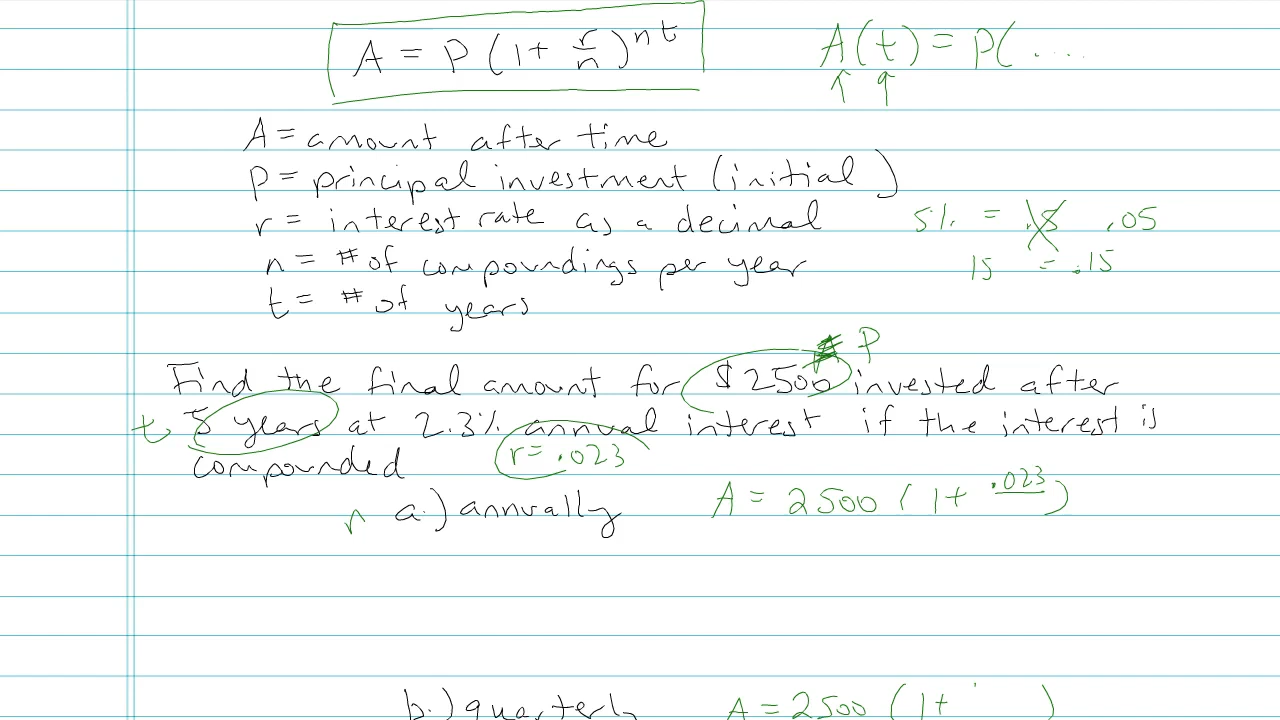 A = P (1 + r/n)^nt
A(t) = P( ....
A = amount after time
P = principal investment (initial)
r = interest rate as a decimal
5% = .5 .05
n = # of compoundings per year
15 = .15
t = # of years
P
Find the final amount for $2500 invested after
t 5 years at 2.3% annual interest if the interest is
compounded r = .023
n a.) annually A = 2500 (1 + .023 )
b.) quarterly A = 2500 (1 + )